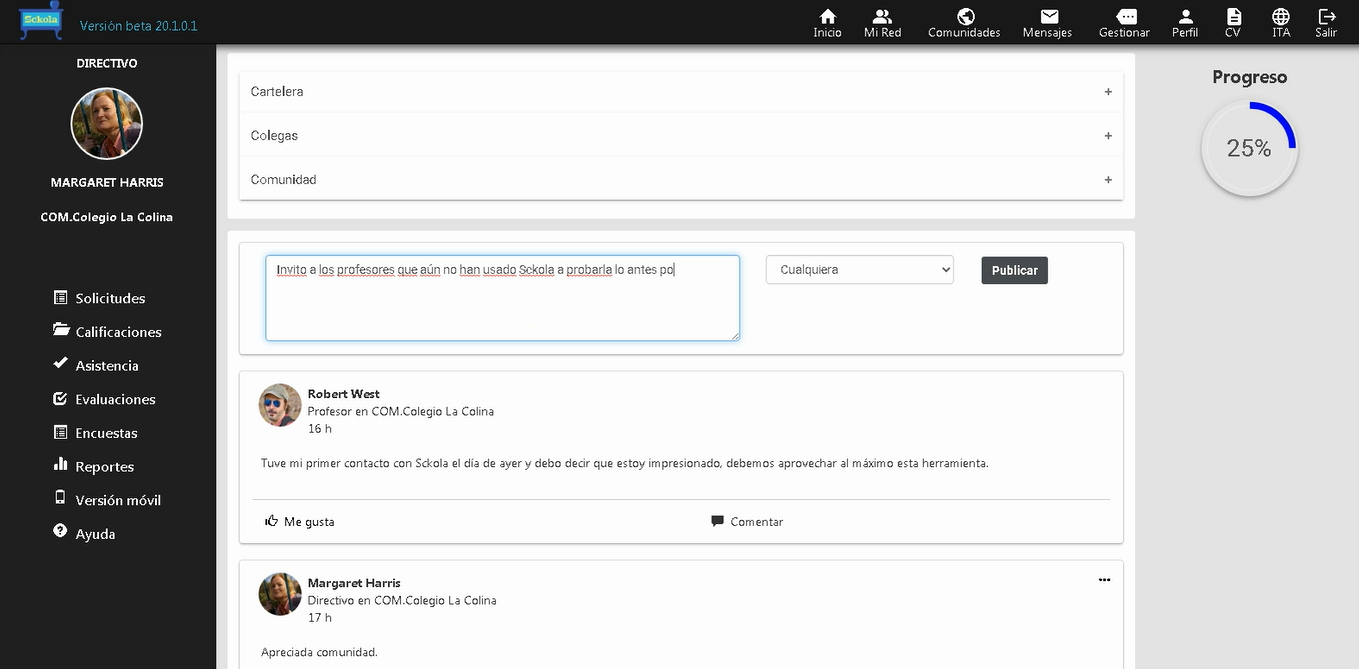 Sckola
Versión beta 20.1.0.1
Inicio
Mi Red
Comunidades
Mensajes
Gestionar
Perfil
CV
ITA
Salir
DIRECTIVO
MARGARET HARRIS
COM.Colegio La Colina
Solicitudes
Calificaciones
Asistencia
Evaluaciones
Encuestas
Reportes
Versión móvil
Ayuda
Cartelera +
Colegas +
Comunidad +
Invito a los profesores que aún no han usado Sckola a probarla lo antes po
Cualquiera
Publicar
Robert West
Profesor en COM.Colegio La Colina
16 h
Tuve mi primer contacto con Sckola el día de ayer y debo decir que estoy impresionado, debemos aprovechar al máximo esta herramienta.
Me gusta
Comentar
Margaret Harris
Directivo en COM.Colegio La Colina
17 h
Apreciada comunidad.
Progreso
25%